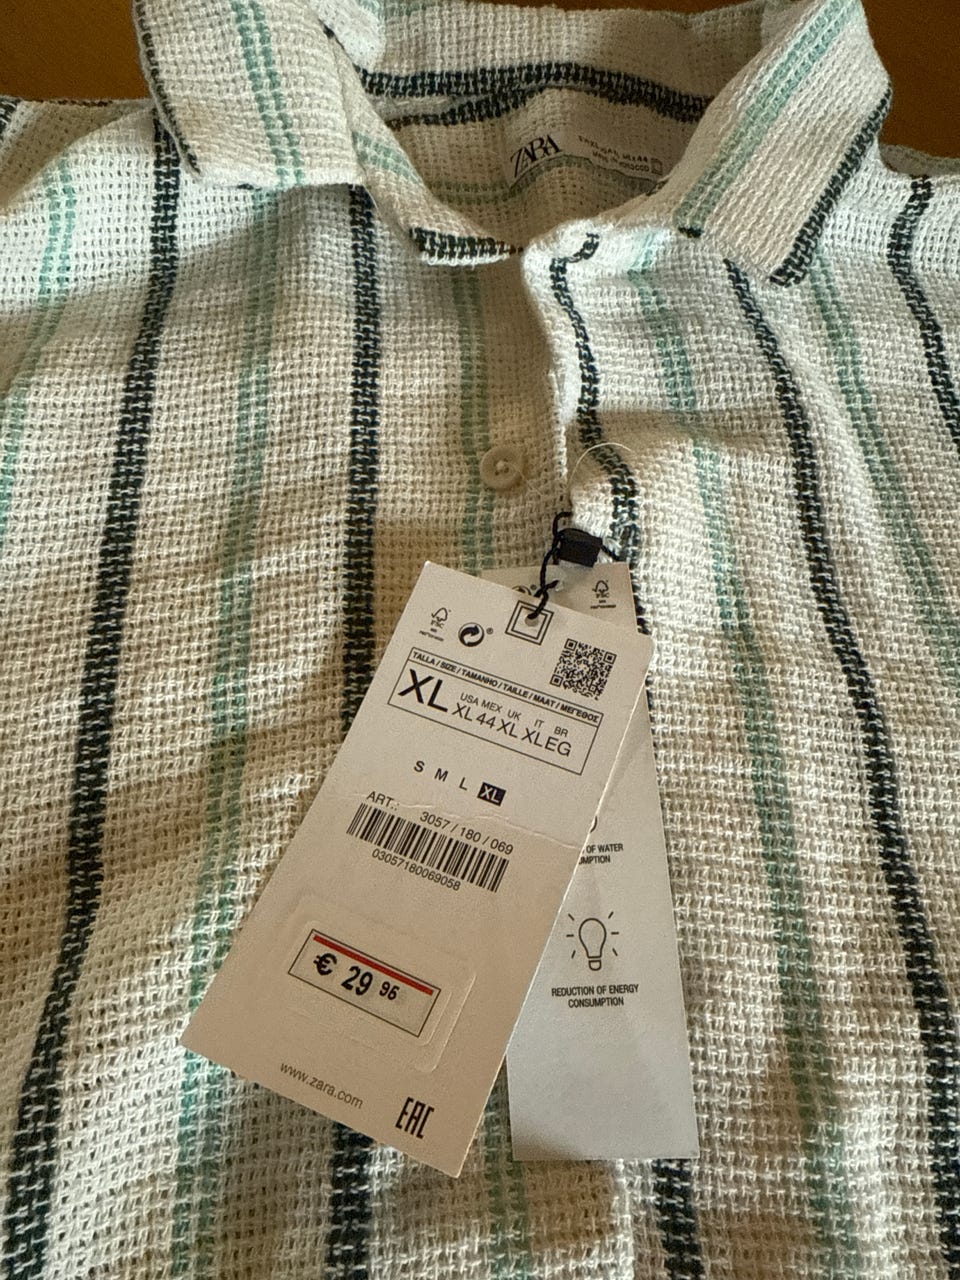 ZARA
FSC
TALLA / SIZE / TAMANHO / TAILLE / MAAT / ΜΕΓΕΘΟΣ
XL
USA MEX UK IT BR
XL 44 XL XL EG
S M L XL
ART.: 3057 / 180 / 069
03057180069058
€ 29 95
www.zara.com
EAC
OF WATER
REDUCTION OF ENERGY
CONSUMPTION